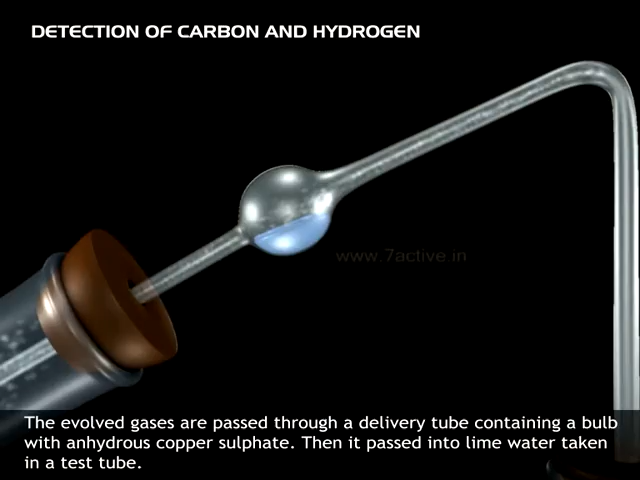 DETECTION OF CARBON AND HYDROGEN
www.7active.in
The evolved gases are passed through a delivery tube containing a bulb
with anhydrous copper sulphate. Then it passed into lime water taken
in a test tube.